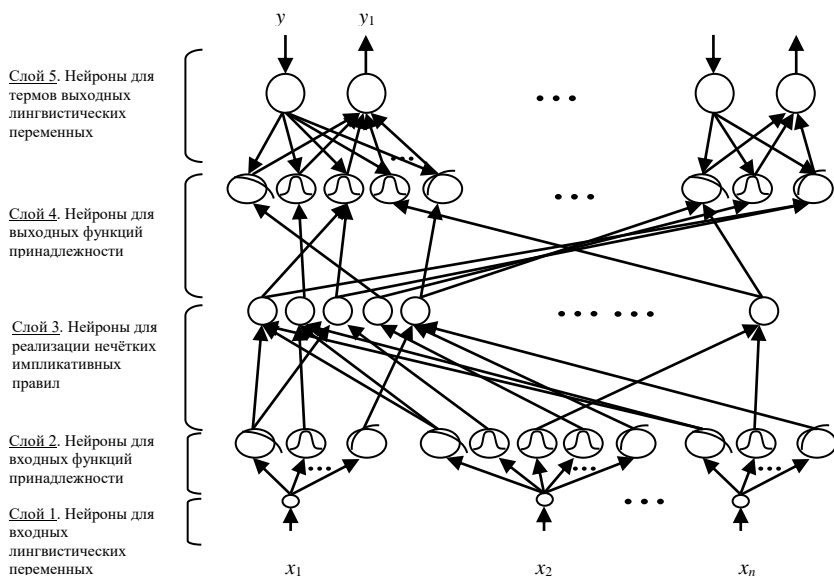 y y₁
Слой 5. Нейроны для
термов выходных
лингвистических
переменных
Слой 4. Нейроны для
выходных функций
принадлежности
Слой 3. Нейроны для
реализации нечётких
импликативных
правил
Слой 2. Нейроны для
входных функций
принадлежности
Слой 1. Нейроны для
входных
лингвистических
переменных
x₁ x₂ xₙ